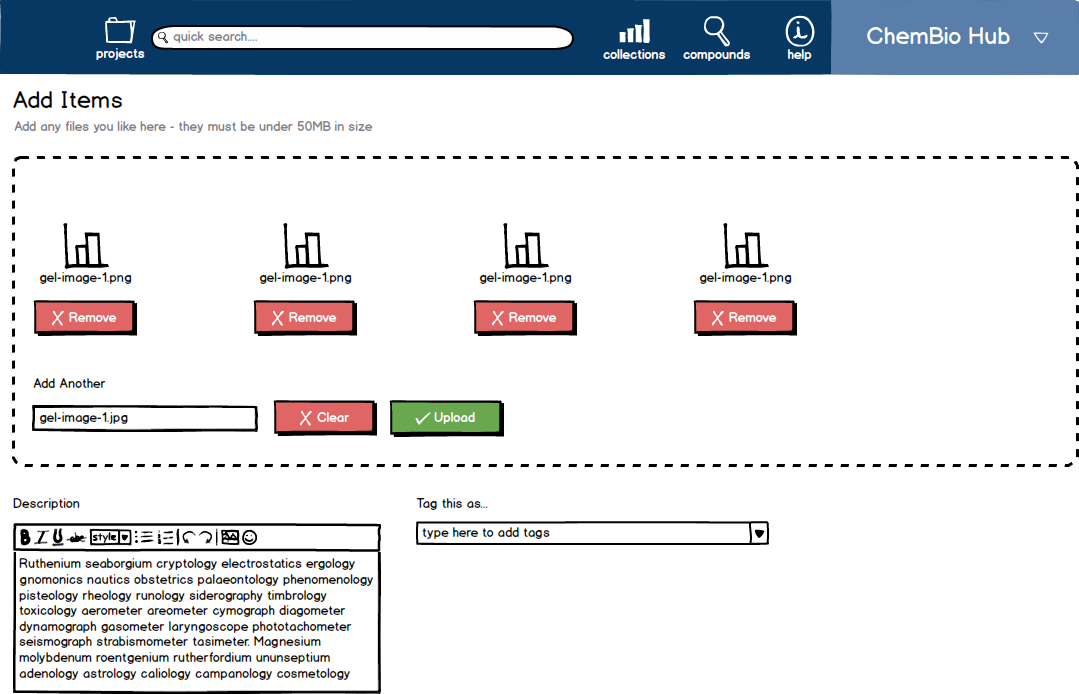 projects
quick search....
collections
compounds
help
ChemBio Hub
Add Items
Add any files you like here - they must be under 50MB in size
gel-image-1.png
gel-image-1.png
gel-image-1.png
gel-image-1.png
Remove
Remove
Remove
Remove
Add Another
gel-image-1.jpg
Clear
Upload
Description
Tag this as...
B I U abc style
type here to add tags
Ruthenium seaborgium cryptology electrostatics ergology
gnomonics nautics obstetrics palaeontology phenomenology
pisteology rheology runology siderography timbrology
toxicology aerometer areometer cymograph diagometer
dynamograph gasometer laryngoscope phototachometer
seismograph strabismometer tasimeter. Magnesium
molybdenum roentgenium rutherfordium ununseptium
adenology astrology caliology campanology cosmetology